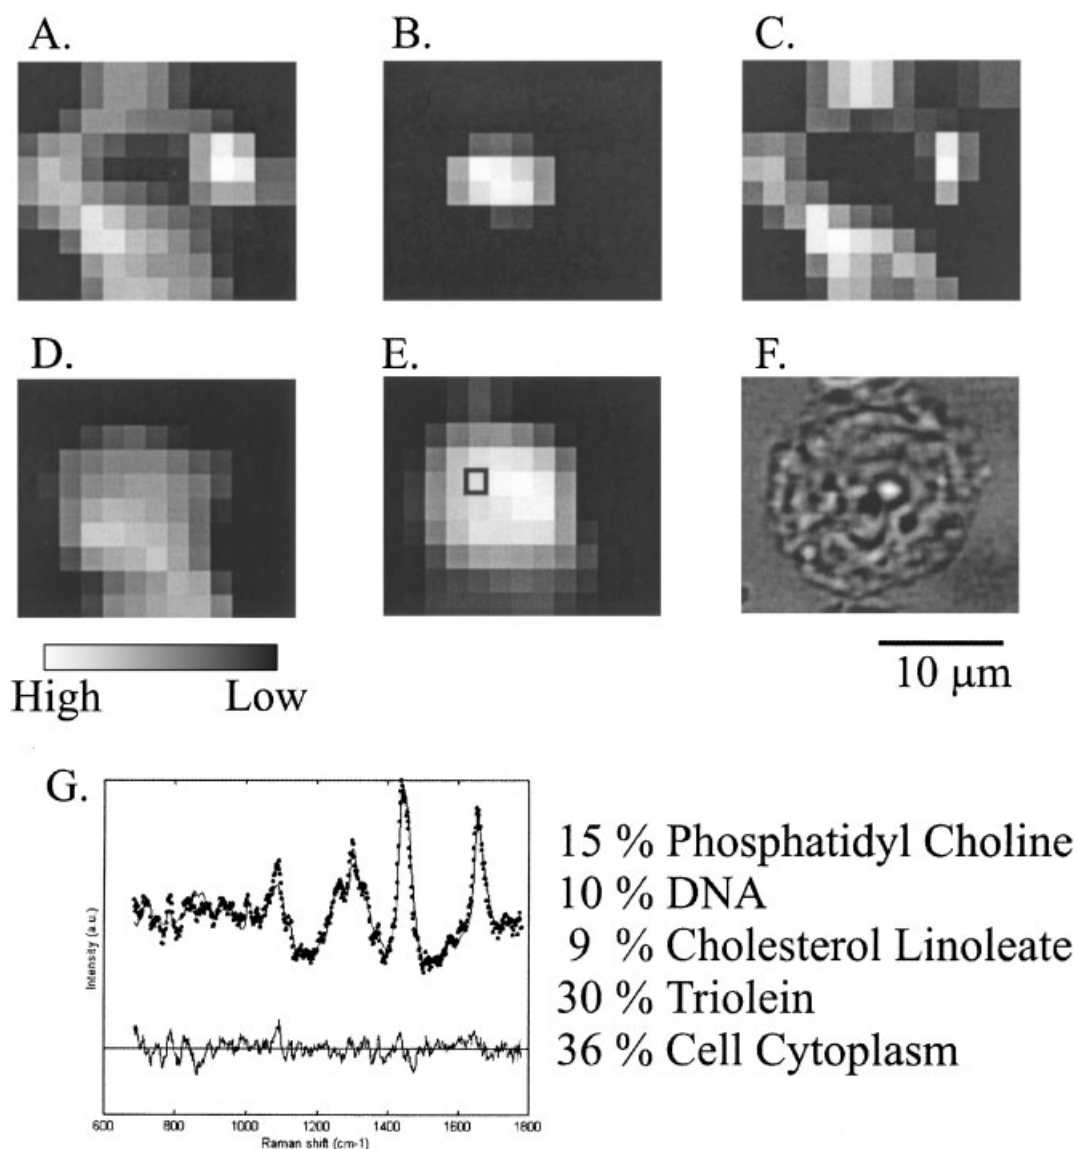 A.
B.
C.
D.
E.
F.
High Low
10 μm
G.
Intensity (a.u.)
600 800 1000 1200 1400 1600 1800
Raman shift (cm-1)
15 % Phosphatidyl Choline
10 % DNA
9 % Cholesterol Linoleate
30 % Triolein
36 % Cell Cytoplasm